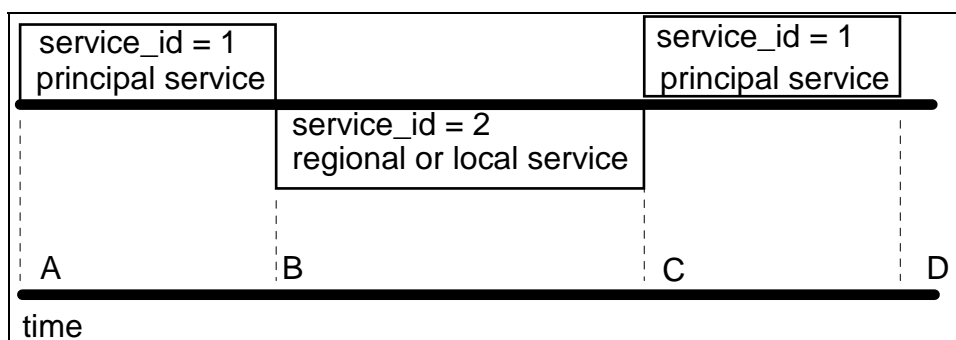 service_id = 1
principal service
service_id = 1
principal service
service_id = 2
regional or local service
A
B
C
D
time